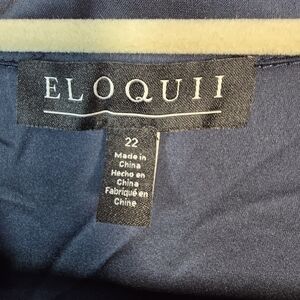 ELOQUII
22
Made in
China
Hecho en
China
Fabriqué en
Chine